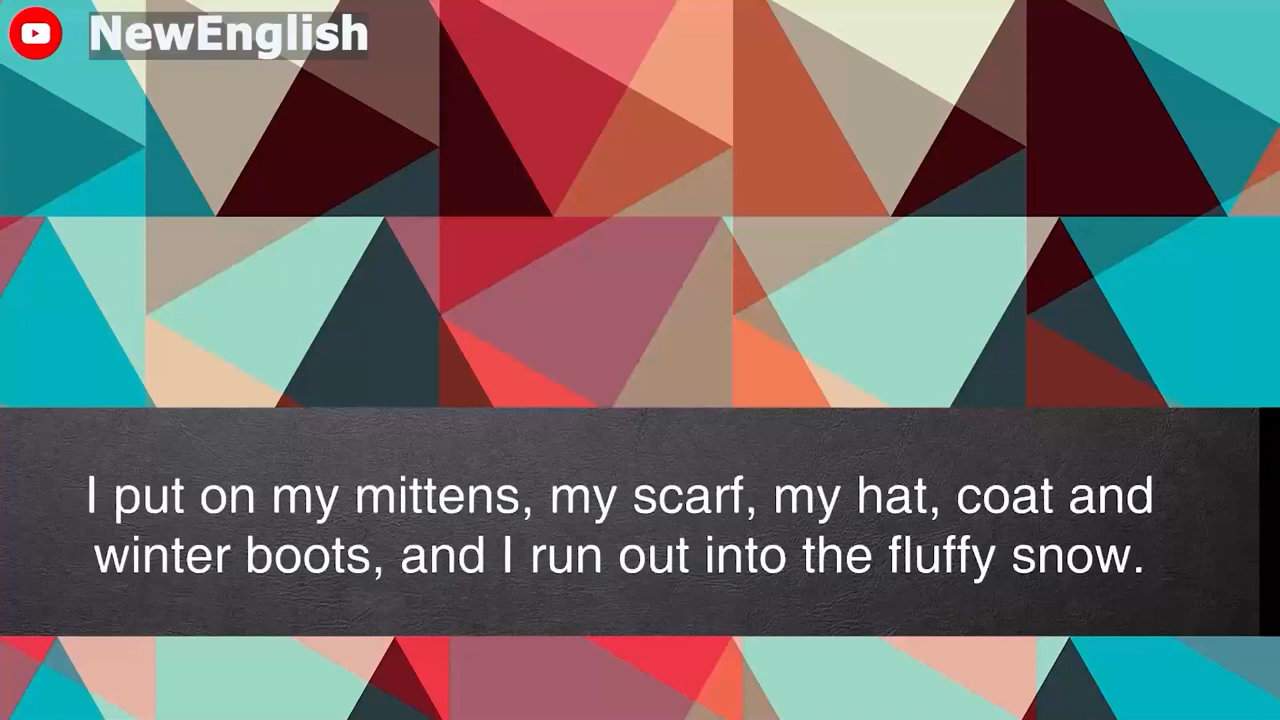 NewEnglish
I put on my mittens, my scarf, my hat, coat and
winter boots, and I run out into the fluffy snow.